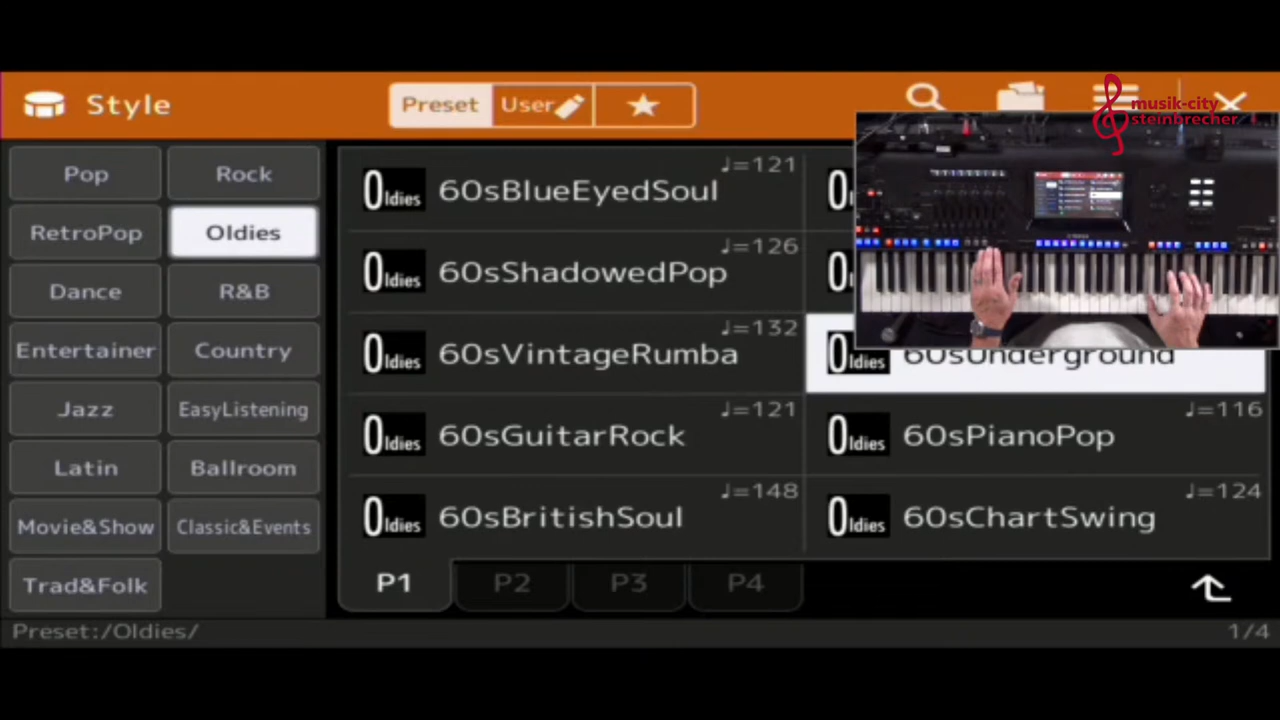 Style
Preset
User
musik-city
steinbrecher
Pop
Rock
RetroPop
Oldies
Dance
R&B
Entertainer
Country
Jazz
EasyListening
Latin
Ballroom
Movie&Show
Classic&Events
Trad&Folk
Oldies
60sBlueEyedSoul
♩=121
Oldies
60sShadowedPop
♩=126
Oldies
60sVintageRumba
♩=132
Oldies
60sUnderground
Oldies
60sGuitarRock
♩=121
Oldies
60sPianoPop
♩=116
Oldies
60sBritishSoul
♩=148
Oldies
60sChartSwing
♩=124
P1
P2
P3
P4
Preset:/Oldies/
1/4